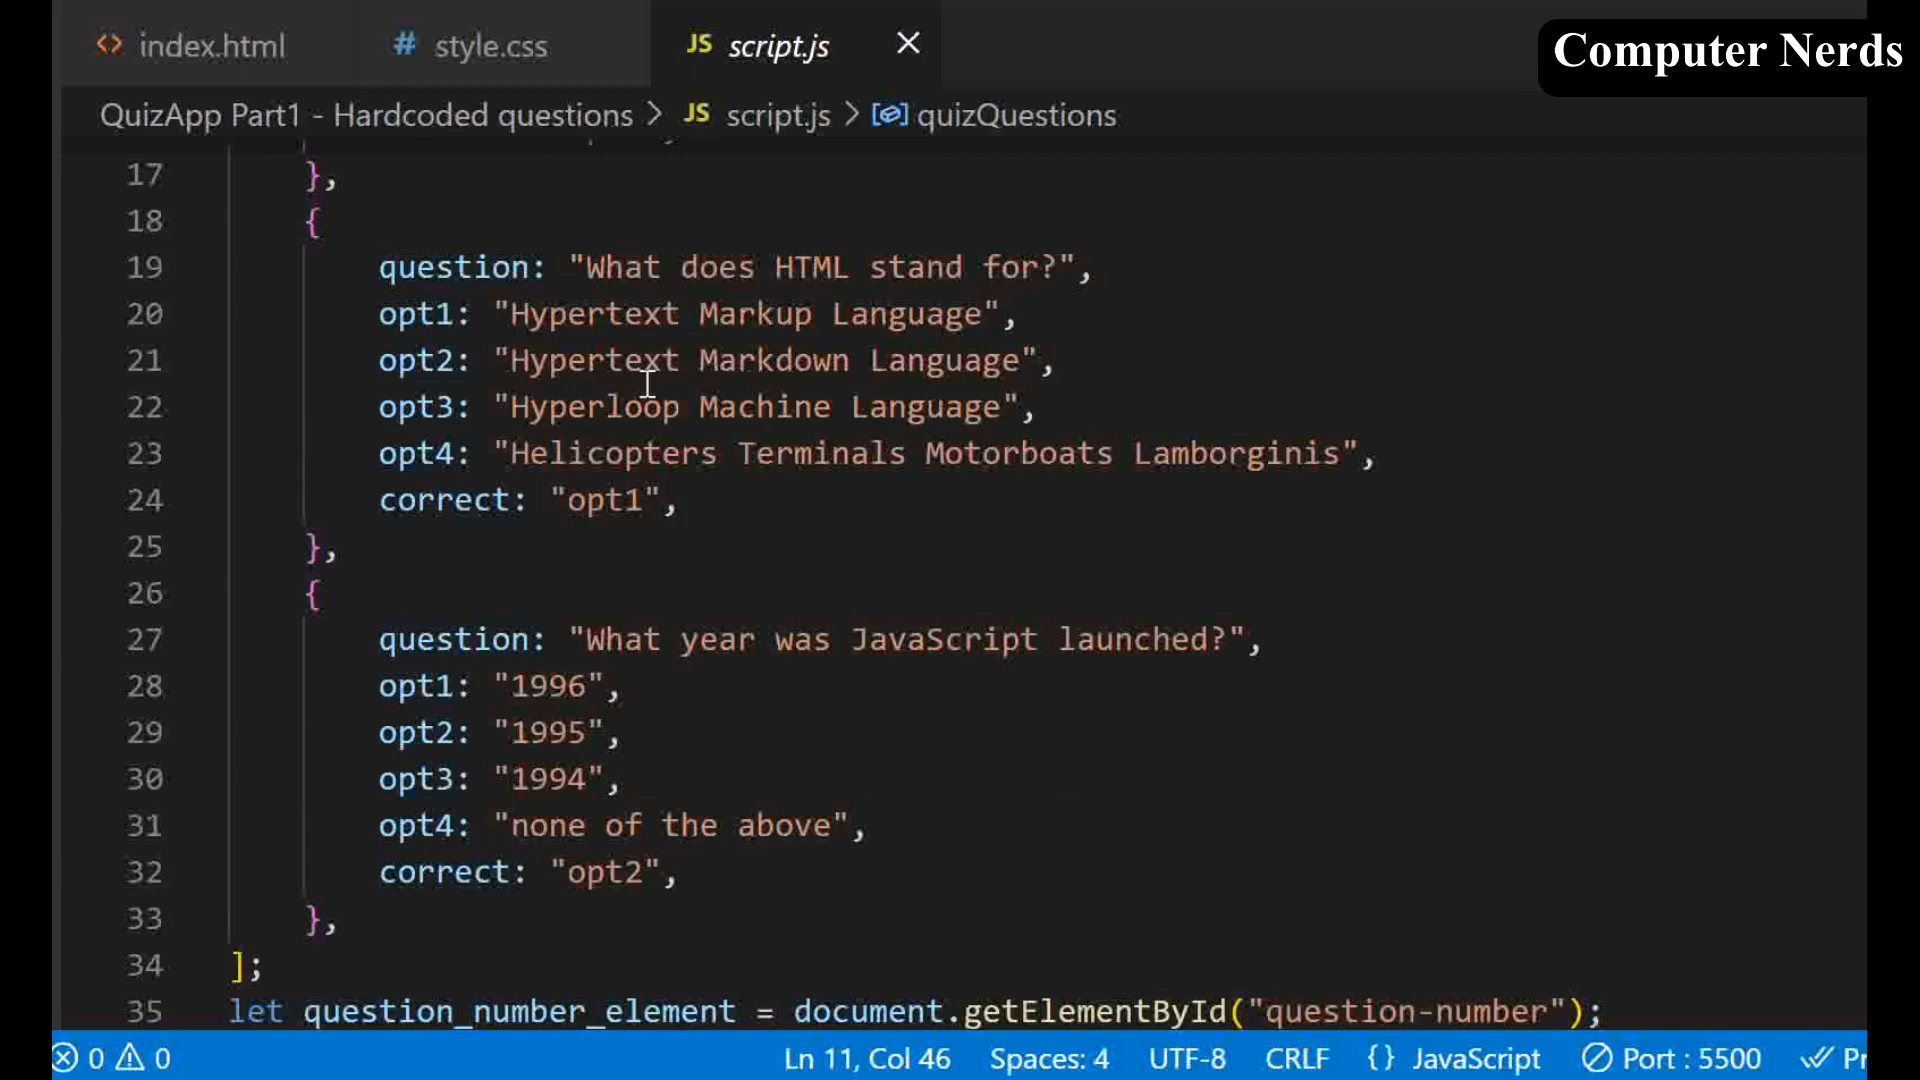 index.html style.css script.js
Computer Nerds
QuizApp Part1 - Hardcoded questions > JS script.js > quizQuestions
17 },
18 {
19 question: "What does HTML stand for?",
20 opt1: "Hypertext Markup Language",
21 opt2: "Hypertext Markdown Language",
22 opt3: "Hyperloop Machine Language",
23 opt4: "Helicopters Terminals Motorboats Lamborginis",
24 correct: "opt1",
25 },
26 {
27 question: "What year was JavaScript launched?",
28 opt1: "1996",
29 opt2: "1995",
30 opt3: "1994",
31 opt4: "none of the above",
32 correct: "opt2",
33 },
34 ];
35 let question_number_element = document.getElementById("question-number");
0 0 Ln 11, Col 46 Spaces: 4 UTF-8 CRLF {} JavaScript Port : 5500